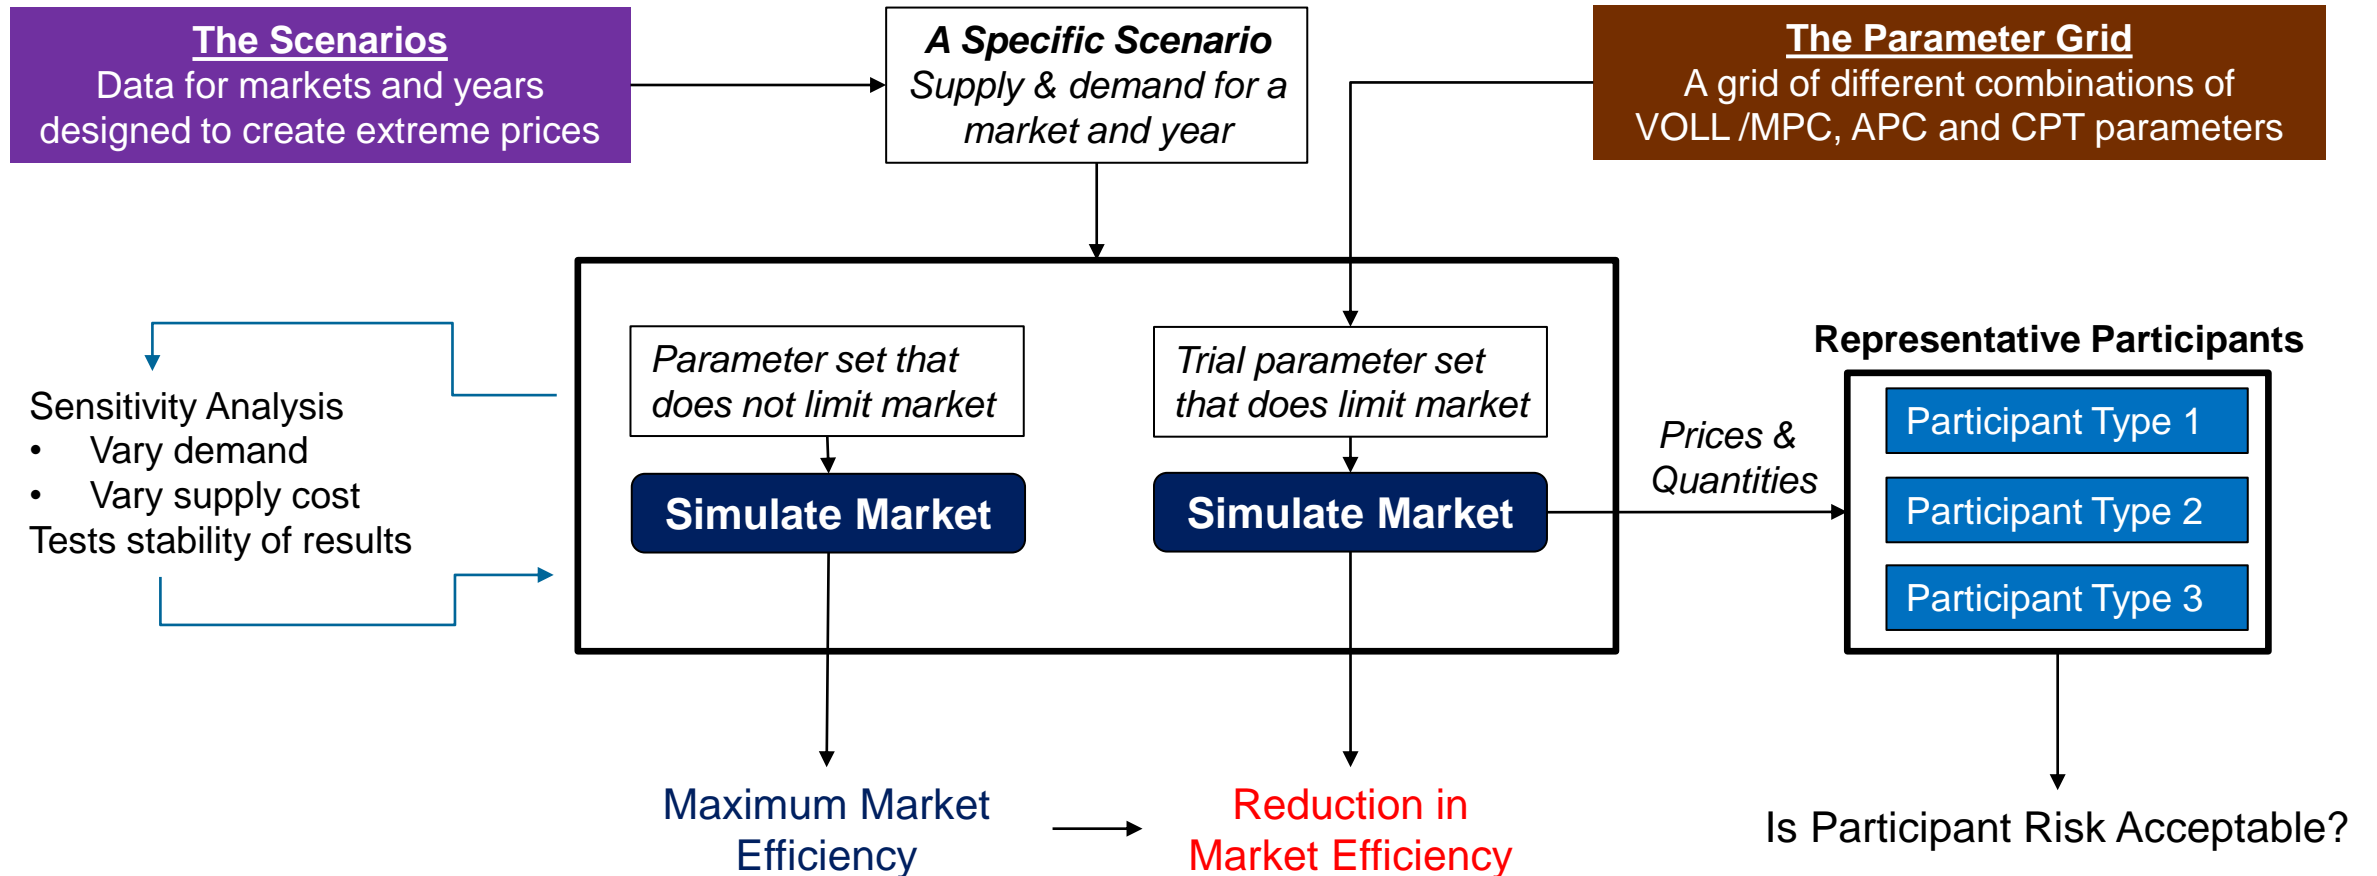 The Scenarios
Data for markets and years
designed to create extreme prices
A Specific Scenario
Supply & demand for a
market and year
The Parameter Grid
A grid of different combinations of
VOLL /MPC, APC and CPT parameters
Sensitivity Analysis
• Vary demand
• Vary supply cost
Tests stability of results
Parameter set that
does not limit market
Simulate Market
Trial parameter set
that does limit market
Simulate Market
Prices &
Quantities
Representative Participants
Participant Type 1
Participant Type 2
Participant Type 3
Maximum Market
Efficiency
Reduction in
Market Efficiency
Is Participant Risk Acceptable?